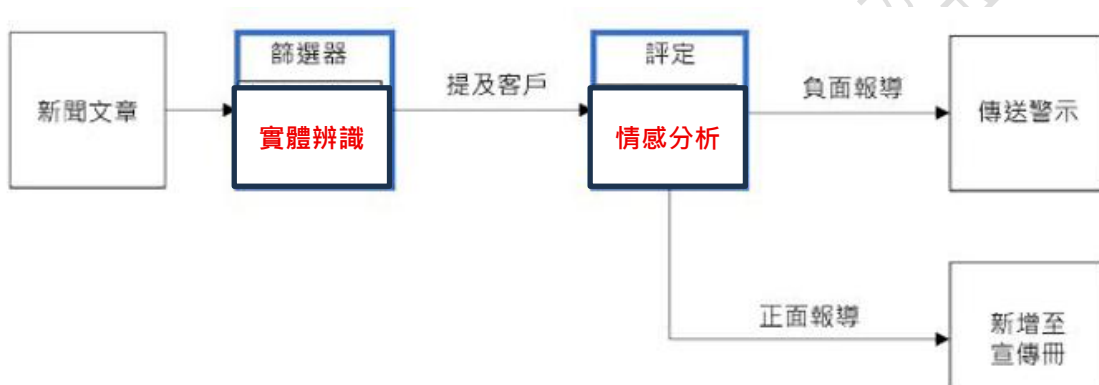 篩選器
評定
新聞文章
實體辨識
提及客戶
情感分析
負面報導
傳送警示
正面報導
新增至
宣傳冊